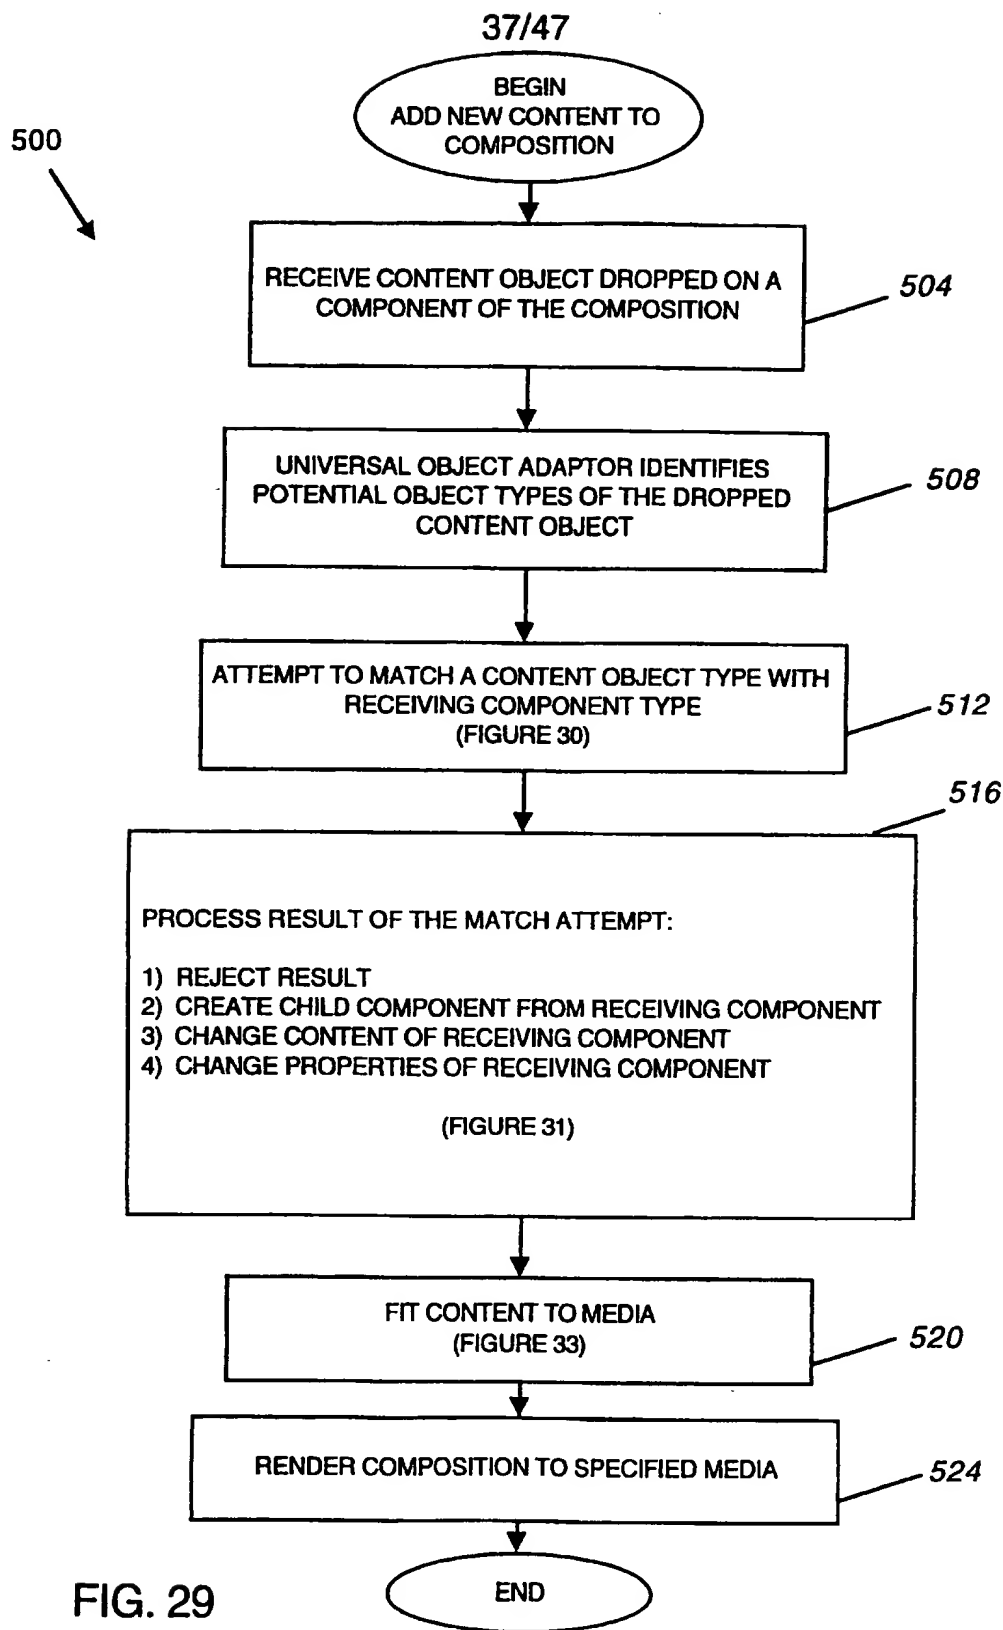 37/47
BEGIN
ADD NEW CONTENT TO
COMPOSITION
500
RECEIVE CONTENT OBJECT DROPPED ON A
COMPONENT OF THE COMPOSITION
504
UNIVERSAL OBJECT ADAPTOR IDENTIFIES
POTENTIAL OBJECT TYPES OF THE DROPPED
CONTENT OBJECT
508
ATTEMPT TO MATCH A CONTENT OBJECT TYPE WITH
RECEIVING COMPONENT TYPE
(FIGURE 30)
512
516
PROCESS RESULT OF THE MATCH ATTEMPT:
1) REJECT RESULT
2) CREATE CHILD COMPONENT FROM RECEIVING COMPONENT
3) CHANGE CONTENT OF RECEIVING COMPONENT
4) CHANGE PROPERTIES OF RECEIVING COMPONENT
(FIGURE 31)
FIT CONTENT TO MEDIA
(FIGURE 33)
520
RENDER COMPOSITION TO SPECIFIED MEDIA
524
END
FIG. 29